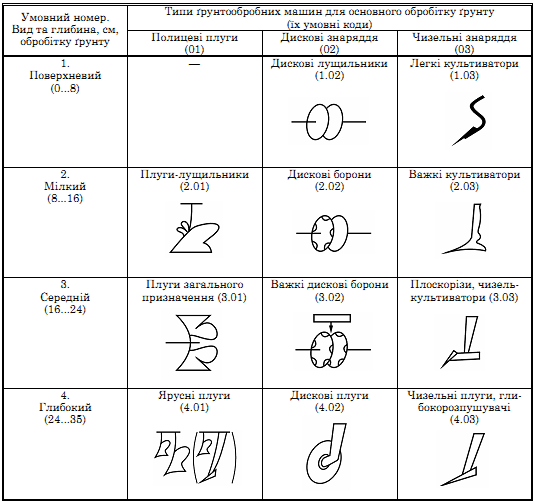 Умовний номер.
Вид та глибина, см,
обробітку ґрунту
Типи ґрунтообробних машин для основного обробітку ґрунту
(їх умовні коди)
Полицеві плуги
(01)
Дискові знаряддя
(02)
Чизельні знаряддя
(03)
1.
Поверхневий
(0...8)
—
Дискові лущильники
(1.02)
Легкі культиватори
(1.03)
2.
Мілкий
(8...16)
Плуги-лущильники
(2.01)
Дискові борони
(2.02)
Важкі культиватори
(2.03)
3.
Середній
(16...24)
Плуги загального
призначення (3.01)
Важкі дискові борони
(3.02)
Плоскорізи, чизель-
культиватори (3.03)
4.
Глибокий
(24...35)
Ярусні плуги
(4.01)
Дискові плуги
(4.02)
Чизельні плуги, гли-
бокорозпушувачі
(4.03)